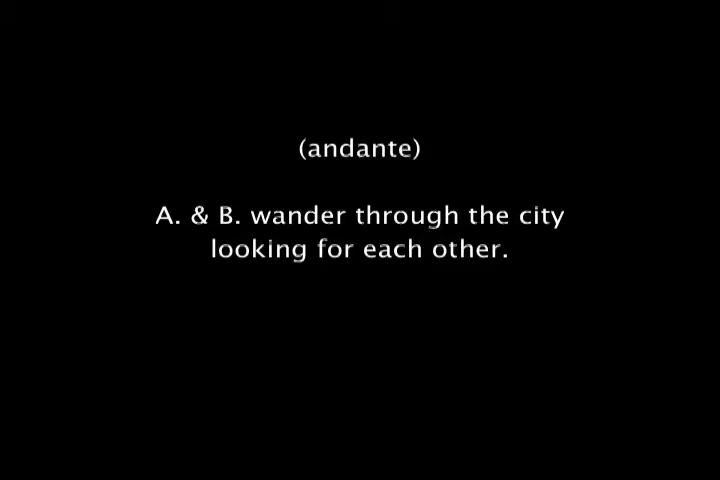 (andante)
A. & B. wander through the city
looking for each other.